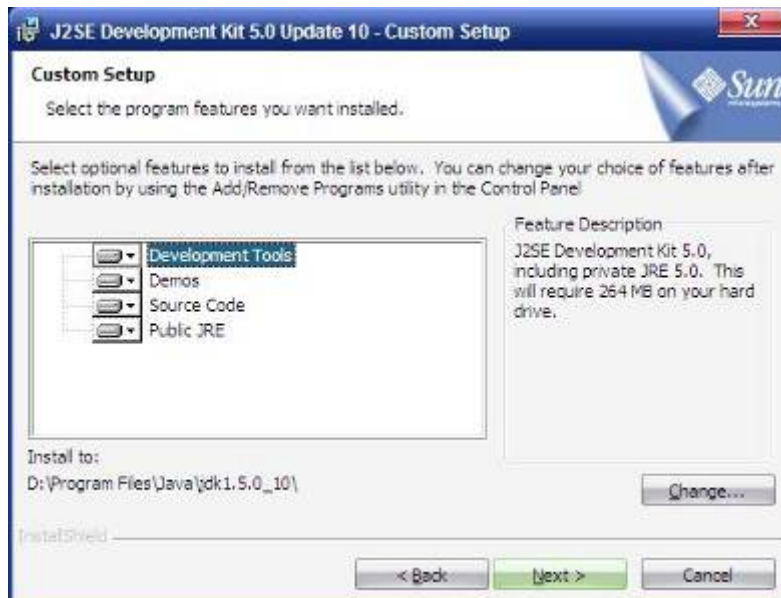 J2SE Development Kit 5.0 Update 10 - Custom Setup
Custom Setup
Select the program features you want installed.
Sun
microsystems
Select optional features to install from the list below. You can change your choice of features after
installation by using the Add/Remove Programs utility in the Control Panel
Development Tools
Demos
Source Code
Public JRE
Feature Description
J2SE Development Kit 5.0,
including private JRE 5.0. This
will require 264 MB on your hard
drive.
Install to:
D:\Program Files\Java\jdk1.5.0_10\
Change...
InstallShield
< Back
Next >
Cancel